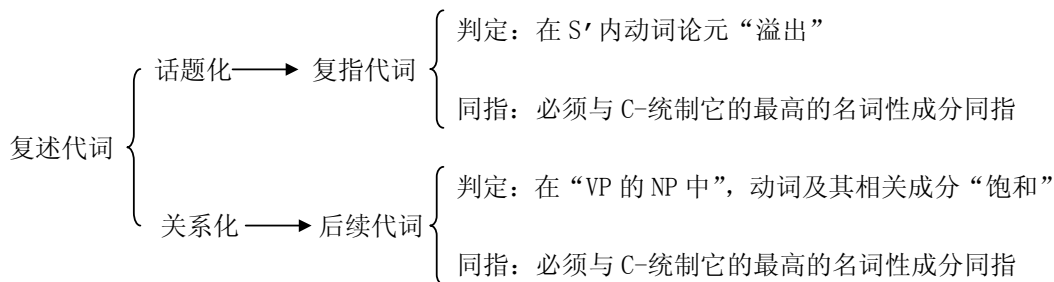 判定：在 S′内动词论元“溢出”
话题化 复指代词
同指：必须与 C-统制它的最高的名词性成分同指
复述代词
判定：在“VP 的 NP 中”，动词及其相关成分“饱和”
关系化 后续代词
同指：必须与 C-统制它的最高的名词性成分同指